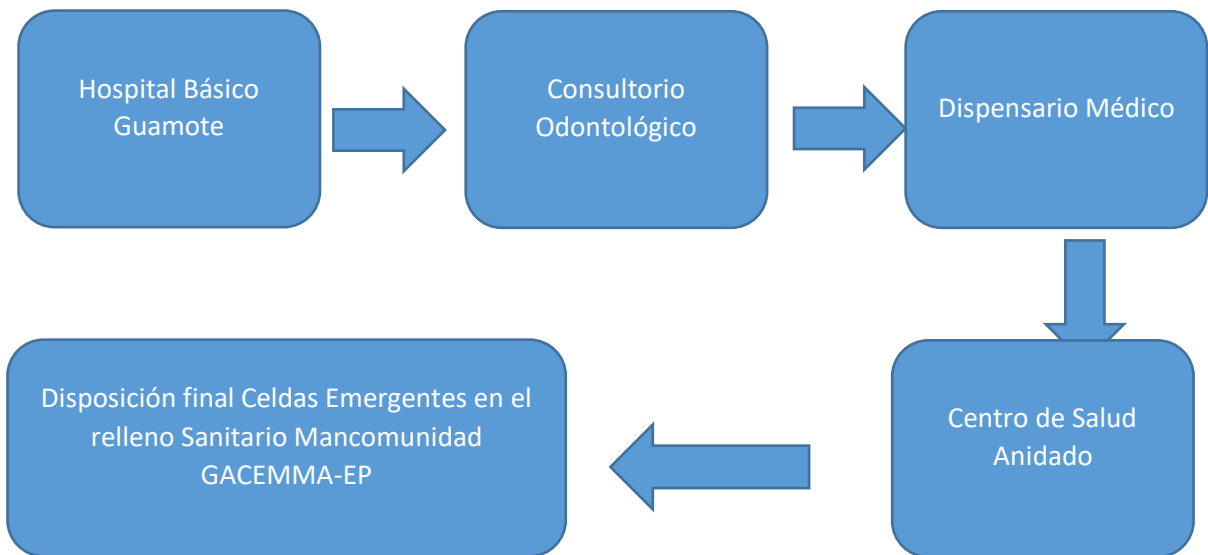 Hospital Básico
Guamote
Consultorio
Odontológico
Dispensario Médico
Centro de Salud
Anidado
Disposición final Celdas Emergentes en el
relleno Sanitario Mancomunidad
GACEMMA-EP